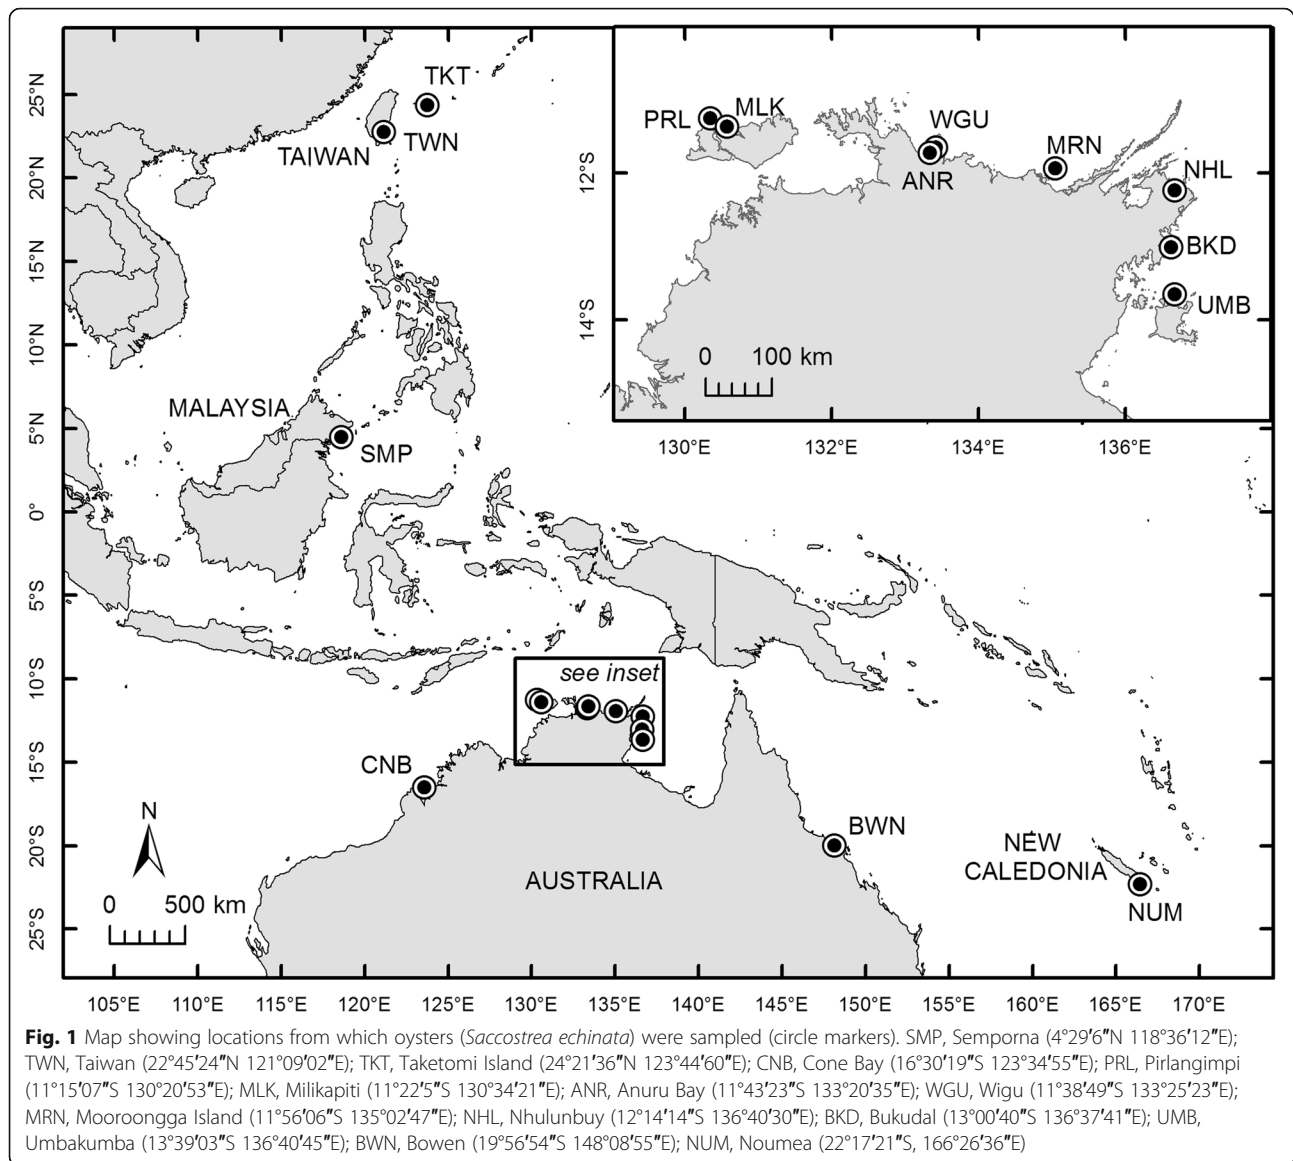 25°N
20°N
15°N
10°N
5°N
0°
5°S
10°S
15°S
20°S
25°S
TKT
TWN
TAIWAN
MALAYSIA
SMP
see inset
CNB
N
0 500 km
AUSTRALIA
BWN
NEW
CALEDONIA
NUM
PRL
MLK
WGU
ANR
MRN
NHL
BKD
UMB
12°S
14°S
0 100 km
130°E 132°E 134°E 136°E
105°E 110°E 115°E 120°E 125°E 130°E 135°E 140°E 145°E 150°E 155°E 160°E 165°E 170°E
Fig. 1 Map showing locations from which oysters (Saccostrea echinata) were sampled (circle markers). SMP, Semporna (4°29′6″N 118°36′12″E);
TWN, Taiwan (22°45′24″N 121°09′02″E); TKT, Taketomi Island (24°21′36″N 123°44′60″E); CNB, Cone Bay (16°30′19″S 123°34′55″E); PRL, Pirlangimpi
(11°15′07″S 130°20′53″E); MLK, Milikapiti (11°22′5″S 130°34′21″E); ANR, Anuru Bay (11°43′23″S 133°20′35″E); WGU, Wigu (11°38′49″S 133°25′23″E);
MRN, Mooroongga Island (11°56′06″S 135°02′47″E); NHL, Nhulunbuy (12°14′14″S 136°40′30″E); BKD, Bukudal (13°00′40″S 136°37′41″E); UMB,
Umbakumba (13°39′03″S 136°40′45″E); BWN, Bowen (19°56′54″S 148°08′55″E); NUM, Noumea (22°17′21″S, 166°26′36″E)